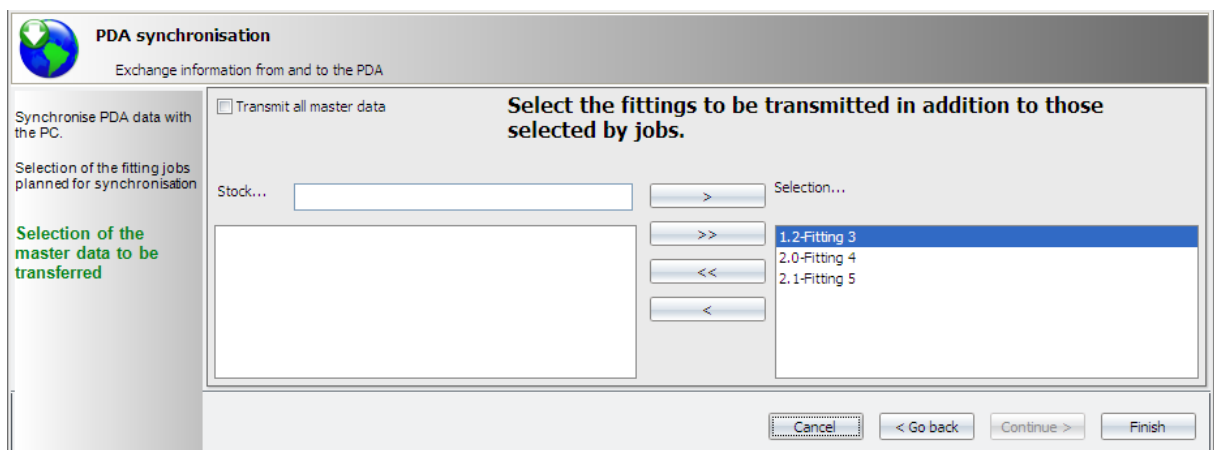 PDA synchronisation
Exchange information from and to the PDA
Synchronise PDA data with
the PC.
Selection of the fitting jobs
planned for synchronisation
Selection of the
master data to be
transferred
Transmit all master data
Select the fittings to be transmitted in addition to those
selected by jobs.
Stock...
>
>>
<<
<
Selection...
1.2-Fitting 3
2.0-Fitting 4
2.1-Fitting 5
Cancel
< Go back
Continue >
Finish